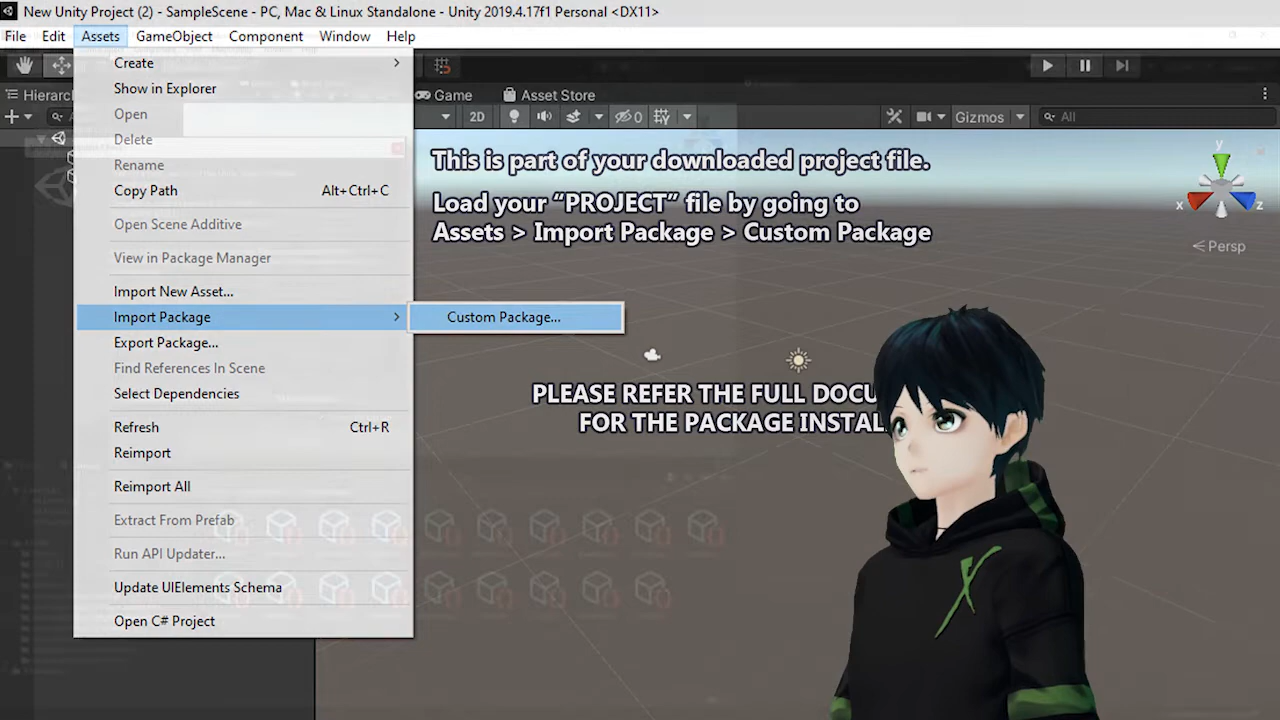 New Unity Project (2) - SampleScene - PC, Mac & Linux Standalone - Unity 2019.4.17f1 Personal <DX11>
File Edit Assets GameObject Component Window Help
Create
Show in Explorer
Open
Delete
Rename
Copy Path Alt+Ctrl+C
Open Scene Additive
View in Package Manager
Import New Asset...
Import Package
Export Package...
Find References In Scene
Select Dependencies
Refresh Ctrl+R
Reimport
Reimport All
Extract From Prefab
Run API Updater...
Update UIElements Schema
Open C# Project
Custom Package...
Hierarc
Game Asset Store
2D 0 Gizmos All
This is part of your downloaded project file.
Load your “PROJECT” file by going to
Assets > Import Package > Custom Package
y
x z
Persp
PLEASE REFER THE FULL DOCU
FOR THE PACKAGE INSTAL